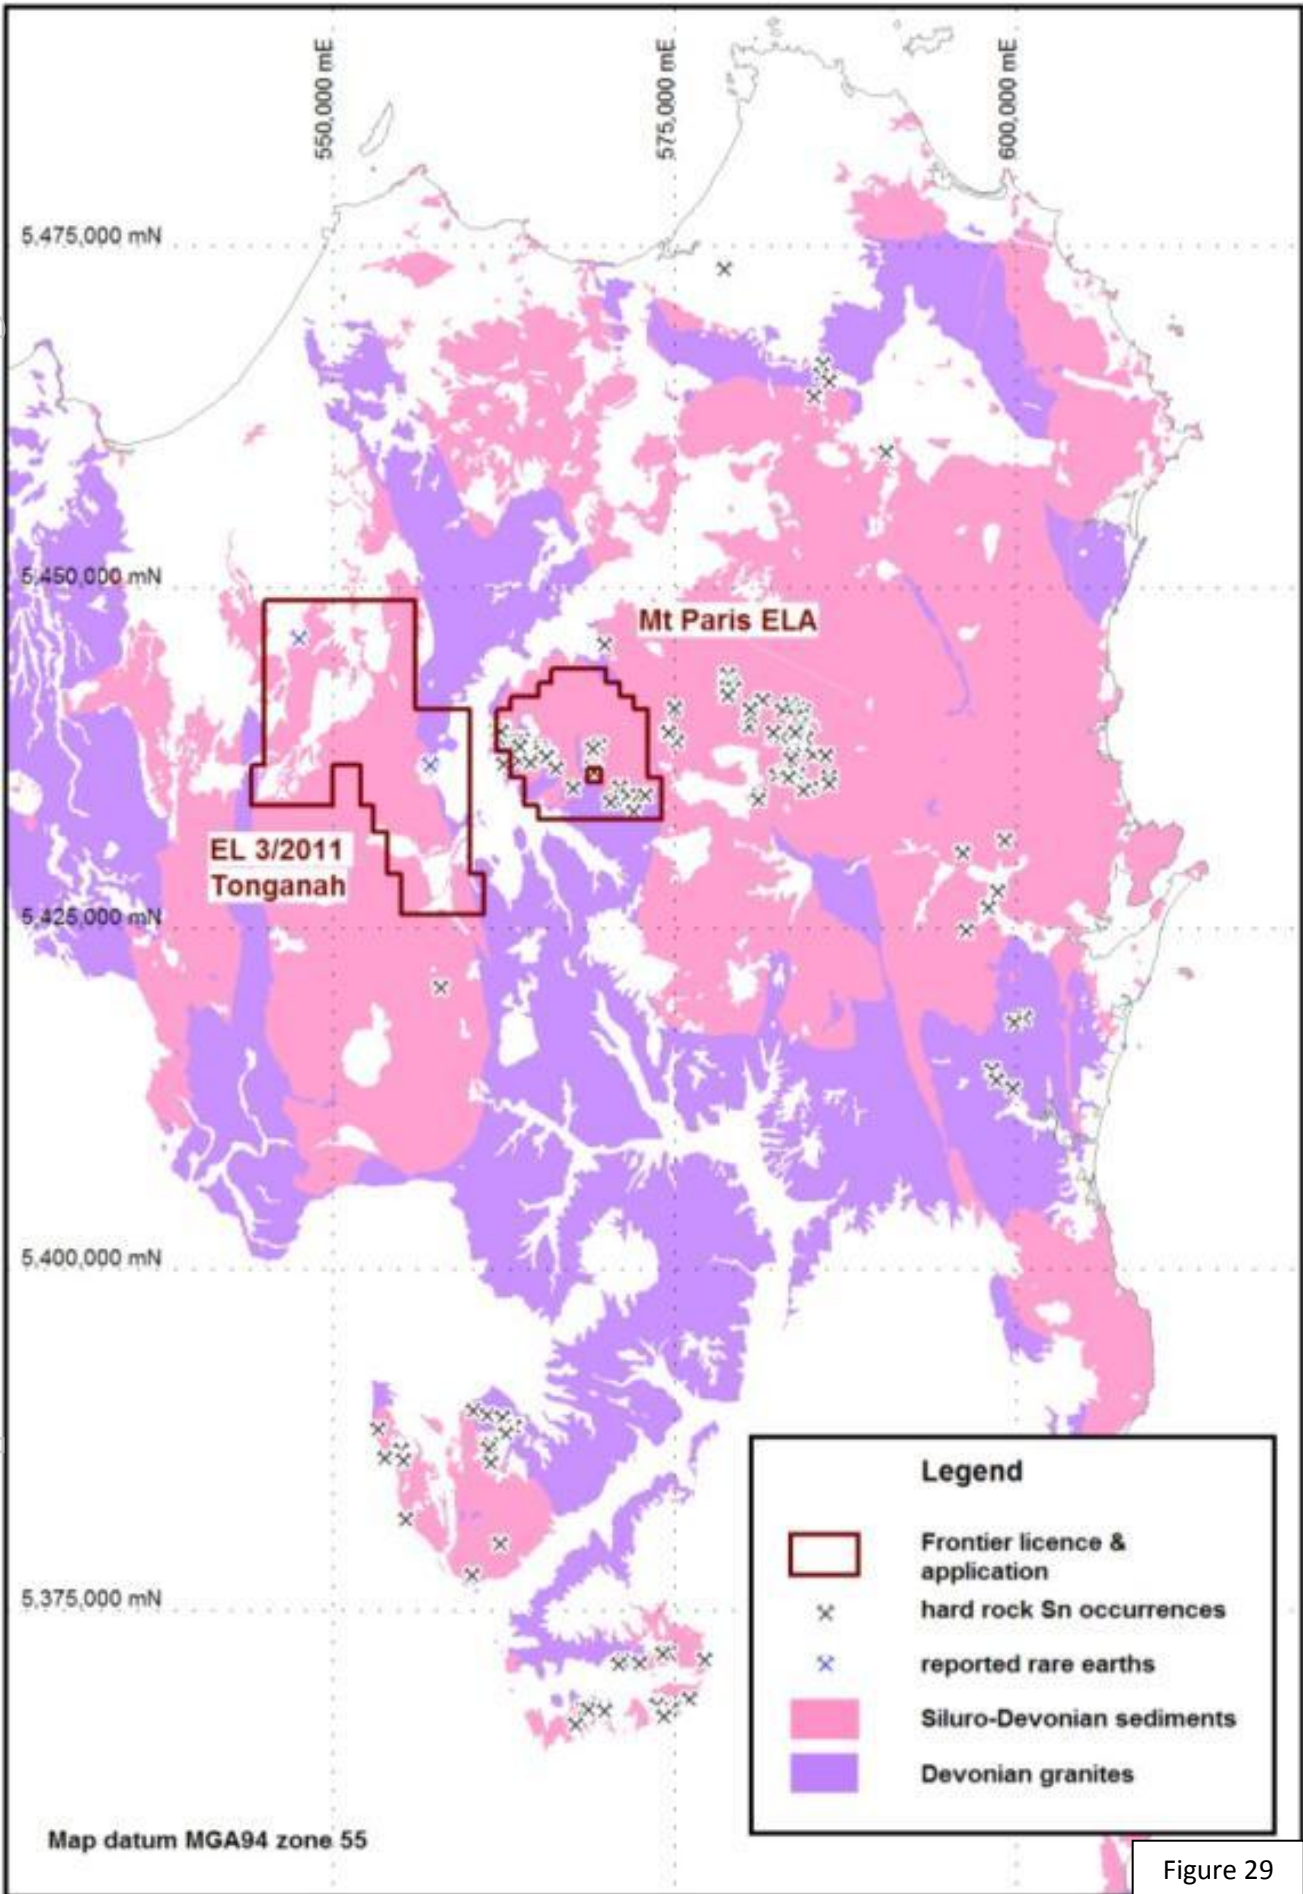 550,000 mE
575,000 mE
600,000 mE
5,475,000 mN
5,450,000 mN
Mt Paris ELA
EL 3/2011
Tonganah
5,425,000 mN
5,400,000 mN
5,375,000 mN
Legend
Frontier licence &
application
hard rock Sn occurrences
reported rare earths
Siluro-Devonian sediments
Devonian granites
Map datum MGA94 zone 55
Figure 29